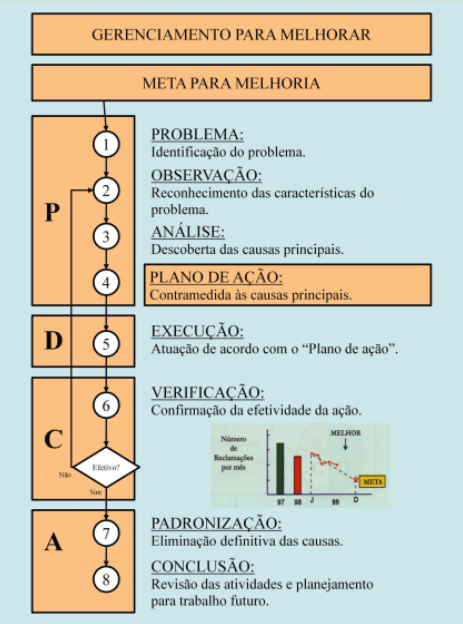 GERENCIAMENTO PARA MELHORAR
META PARA MELHORIA
P
1
PROBLEMA:
Identificação do problema.
2
OBSERVAÇÃO:
Reconhecimento das características do
problema.
3
ANÁLISE:
Descoberta das causas principais.
4
PLANO DE AÇÃO:
Contramedida às causas principais.
D
5
EXECUÇÃO:
Atuação de acordo com o “Plano de ação”.
C
6
VERIFICAÇÃO:
Confirmação da efetividade da ação.
Número
de
Reclamações
por mês
MELHOR
META
97 98 J 99 D
Efetivo?
Não
Sim
A
7
PADRONIZAÇÃO:
Eliminação definitiva das causas.
8
CONCLUSÃO:
Revisão das atividades e planejamento
para trabalho futuro.